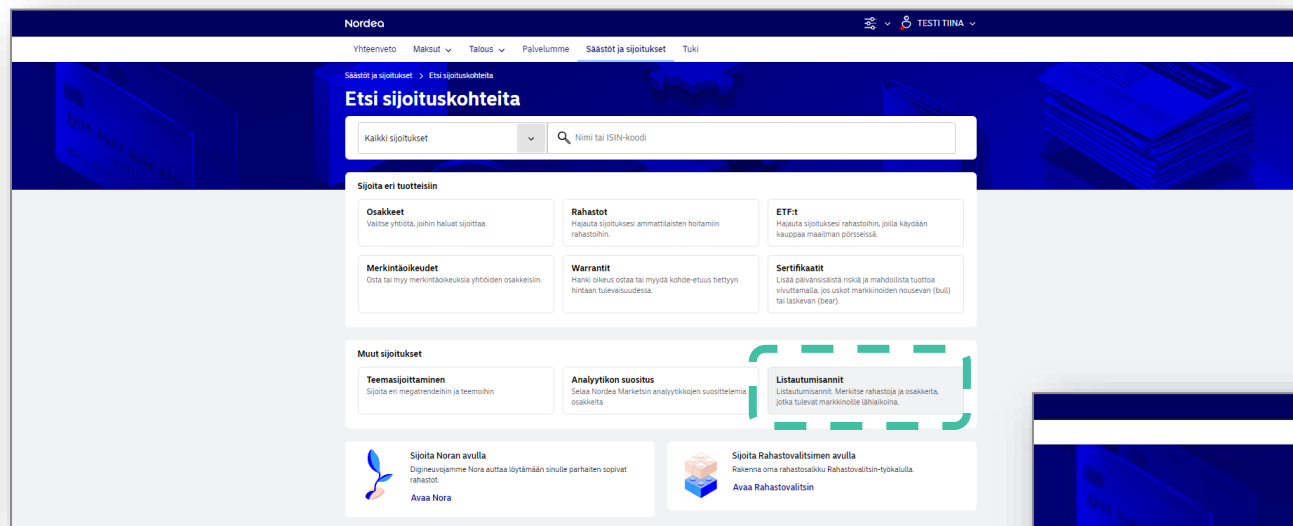 Nordea
TESTI TIINA
Yhteenveto Maksut Talous Palvelumme Säästöt ja sijoitukset Tuki
Säästöt ja sijoitukset > Etsi sijoituskohteita
Etsi sijoituskohteita
Kaikki sijoitukset
Nimi tai ISIN-koodi
Sijoita eri tuotteisiin
Osakkeet
Valitse yhtiötä, joihin haluat sijoittaa.
Rahastot
Hajauta sijoituksesi ammattilaisten hoitamiin
rahastoihin.
ETF:t
Hajauta sijoituksesi rahastoihin, joilla käydään
kauppaa maailman pörsseissä.
Merkintäoikeudet
Osta tai myy merkintäoikeuksia yhtiöiden osakkeisiin.
Warrantit
Hanki oikeus ostaa tai myydä kohde-etuus tiettyyn
hintaan tulevaisuudessa.
Sertifikaatit
Lisää päivänsisäistä riskiä ja mahdollista tuottoa
vivuttamalla, jos uskot markkinoiden nousevan (bull)
tai laskevan (bear).
Muut sijoitukset
Teemasijoittaminen
Sijoita eri megatrendeihin ja teemoihin
Analyytikon suositus
Selaa Nordea Marketsin analyytikkojen suosittelemia
osakkeita
Listautumisannit
Listautumisannit. Merkitse rahastoja ja osakkeita,
jotka tulevat markkinoille lähiaikoina.
Sijoita Noran avulla
Digineuvojamme Nora auttaa löytämään sinulle parhaiten sopivat
rahastot.
Avaa Nora
Sijoita Rahastovalitsimen avulla
Rakenna oma rahastosalkku Rahastovalitsin-työkalulla.
Avaa Rahastovalitsin